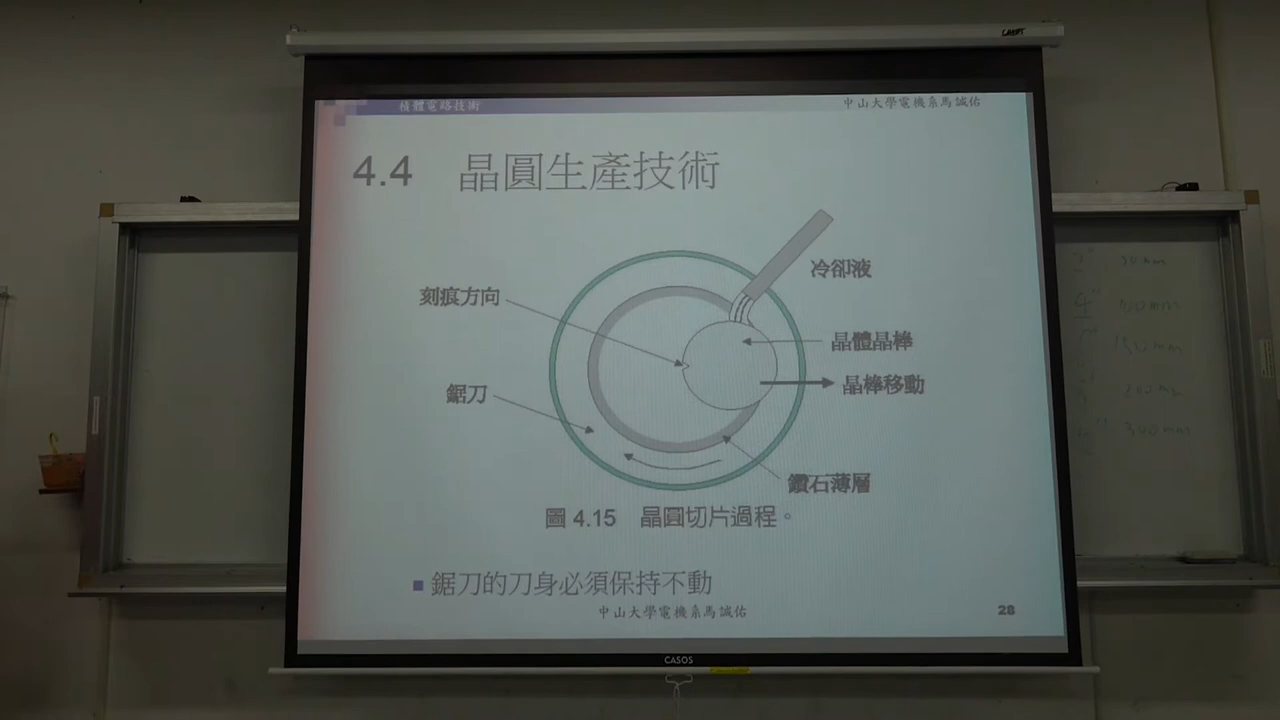 積體電路技術
中山大學電機系馬誠佑
4.4 晶圓生產技術
冷卻液
刻痕方向
晶體晶棒
晶棒移動
鋸刀
鑽石薄層
圖 4.15 晶圓切片過程。
鋸刀的刀身必須保持不動
中山大學電機系馬誠佑
28
CASOS
300 mm